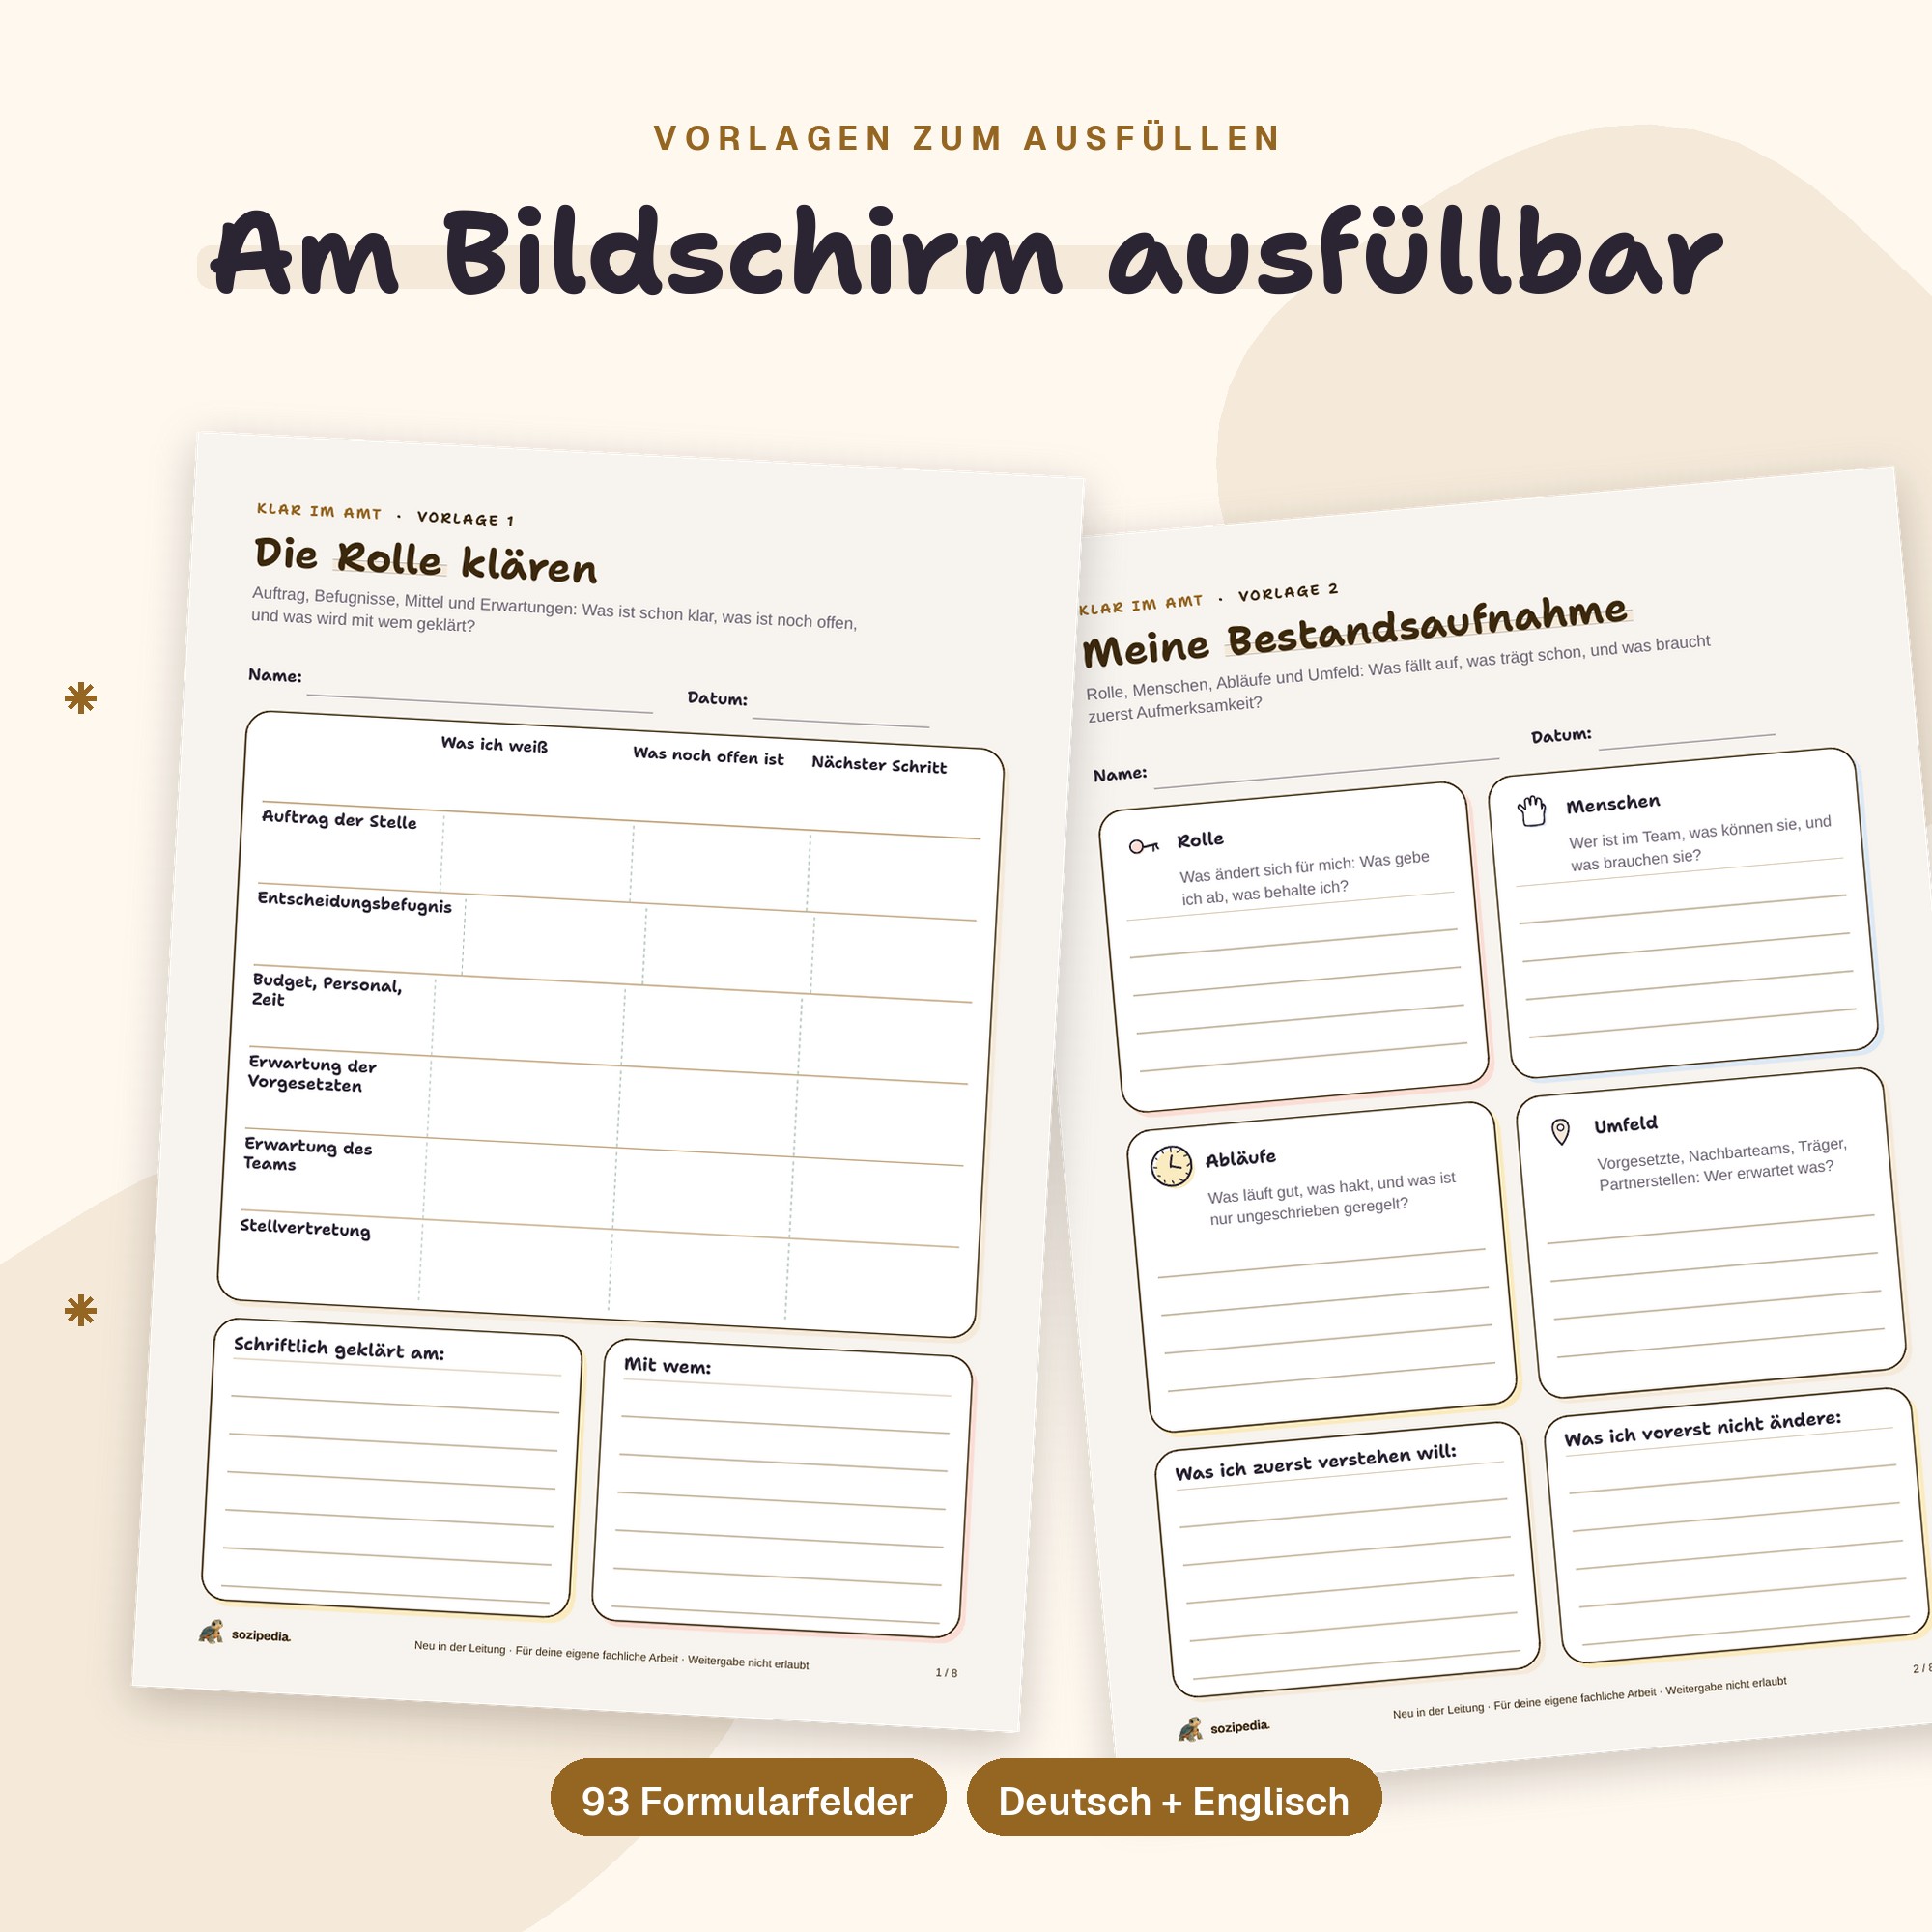 VORLAGEN ZUM AUSFÜLLEN
Am Bildschirm ausfüllbar
KLAR IM AMT · VORLAGE 1
Die Rolle klären
Auftrag, Befugnisse, Mittel und Erwartungen: Was ist schon klar, was ist noch offen,
und was wird mit wem geklärt?
Name:
Datum:
Was ich weiß
Was noch offen ist
Nächster Schritt
Auftrag der Stelle
Entscheidungsbefugnis
Budget, Personal,
Zeit
Erwartung der
Vorgesetzten
Erwartung des
Teams
Stellvertretung
Schriftlich geklärt am:
Mit wem:
sozipedia.
Neu in der Leitung · Für deine eigene fachliche Arbeit · Weitergabe nicht erlaubt
1 / 8
KLAR IM AMT · VORLAGE 2
Meine Bestandsaufnahme
Rolle, Menschen, Abläufe und Umfeld: Was fällt auf, was trägt schon, und was braucht
zuerst Aufmerksamkeit?
Name:
Datum:
Rolle
Was ändert sich für mich: Was gebe
ich ab, was behalte ich?
Menschen
Wer ist im Team, was können sie, und
was brauchen sie?
Abläufe
Was läuft gut, was hakt, und was ist
nur ungeschrieben geregelt?
Umfeld
Vorgesetzte, Nachbarteams, Träger,
Partnerstellen: Wer erwartet was?
Was ich zuerst verstehen will:
Was ich vorerst nicht ändere:
sozipedia.
Neu in der Leitung · Für deine eigene fachliche Arbeit · Weitergabe nicht erlaubt
2 / 8
93 Formularfelder
Deutsch + Englisch